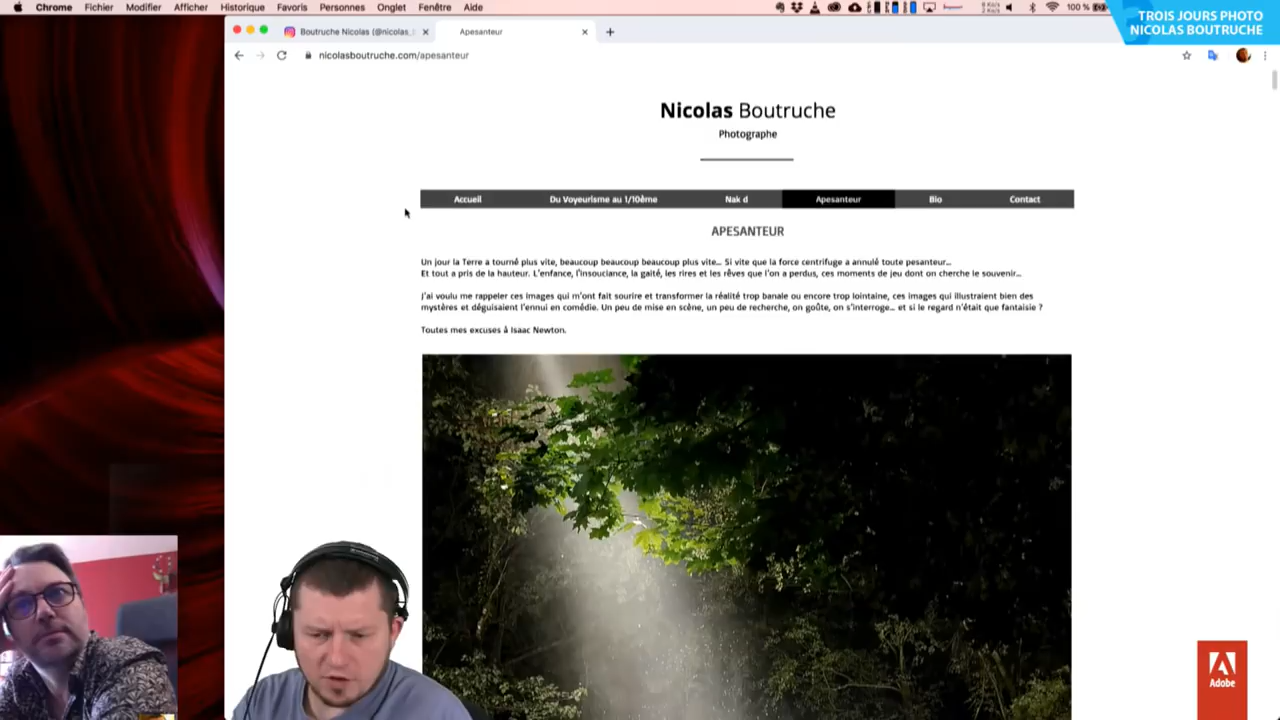 Chrome Fichier Modifier Afficher Historique Favoris Personnes Onglet Fenêtre Aide
100 %
TROIS JOURS PHOTO
NICOLAS BOUTRUCHE
Boutruche Nicolas (@nicolas_
Apesanteur
nicolasboutruche.com/apesanteur
Nicolas Boutruche
Photographe
Accueil Du Voyeurisme au 1/10ème Nak d Apesanteur Bio Contact
APESANTEUR
Un jour la Terre a tourné plus vite, beaucoup beaucoup beaucoup plus vite... Si vite que la force centrifuge a annulé toute pesanteur...
Et tout a pris de la hauteur. L'enfance, l'insouciance, la gaité, les rires et les rêves que l'on a perdus, ces moments de jeu dont on cherche le souvenir...
J'ai voulu me rappeler ces images qui m'ont fait sourire et transformer la réalité trop banale ou encore trop lointaine, ces images qui illustraient bien des
mystères et déguisaient l'ennui en comédie. Un peu de mise en scène, un peu de recherche, on goûte, on s'interroge... et si le regard n'était que fantaisie ?
Toutes mes excuses à Isaac Newton.
Adobe